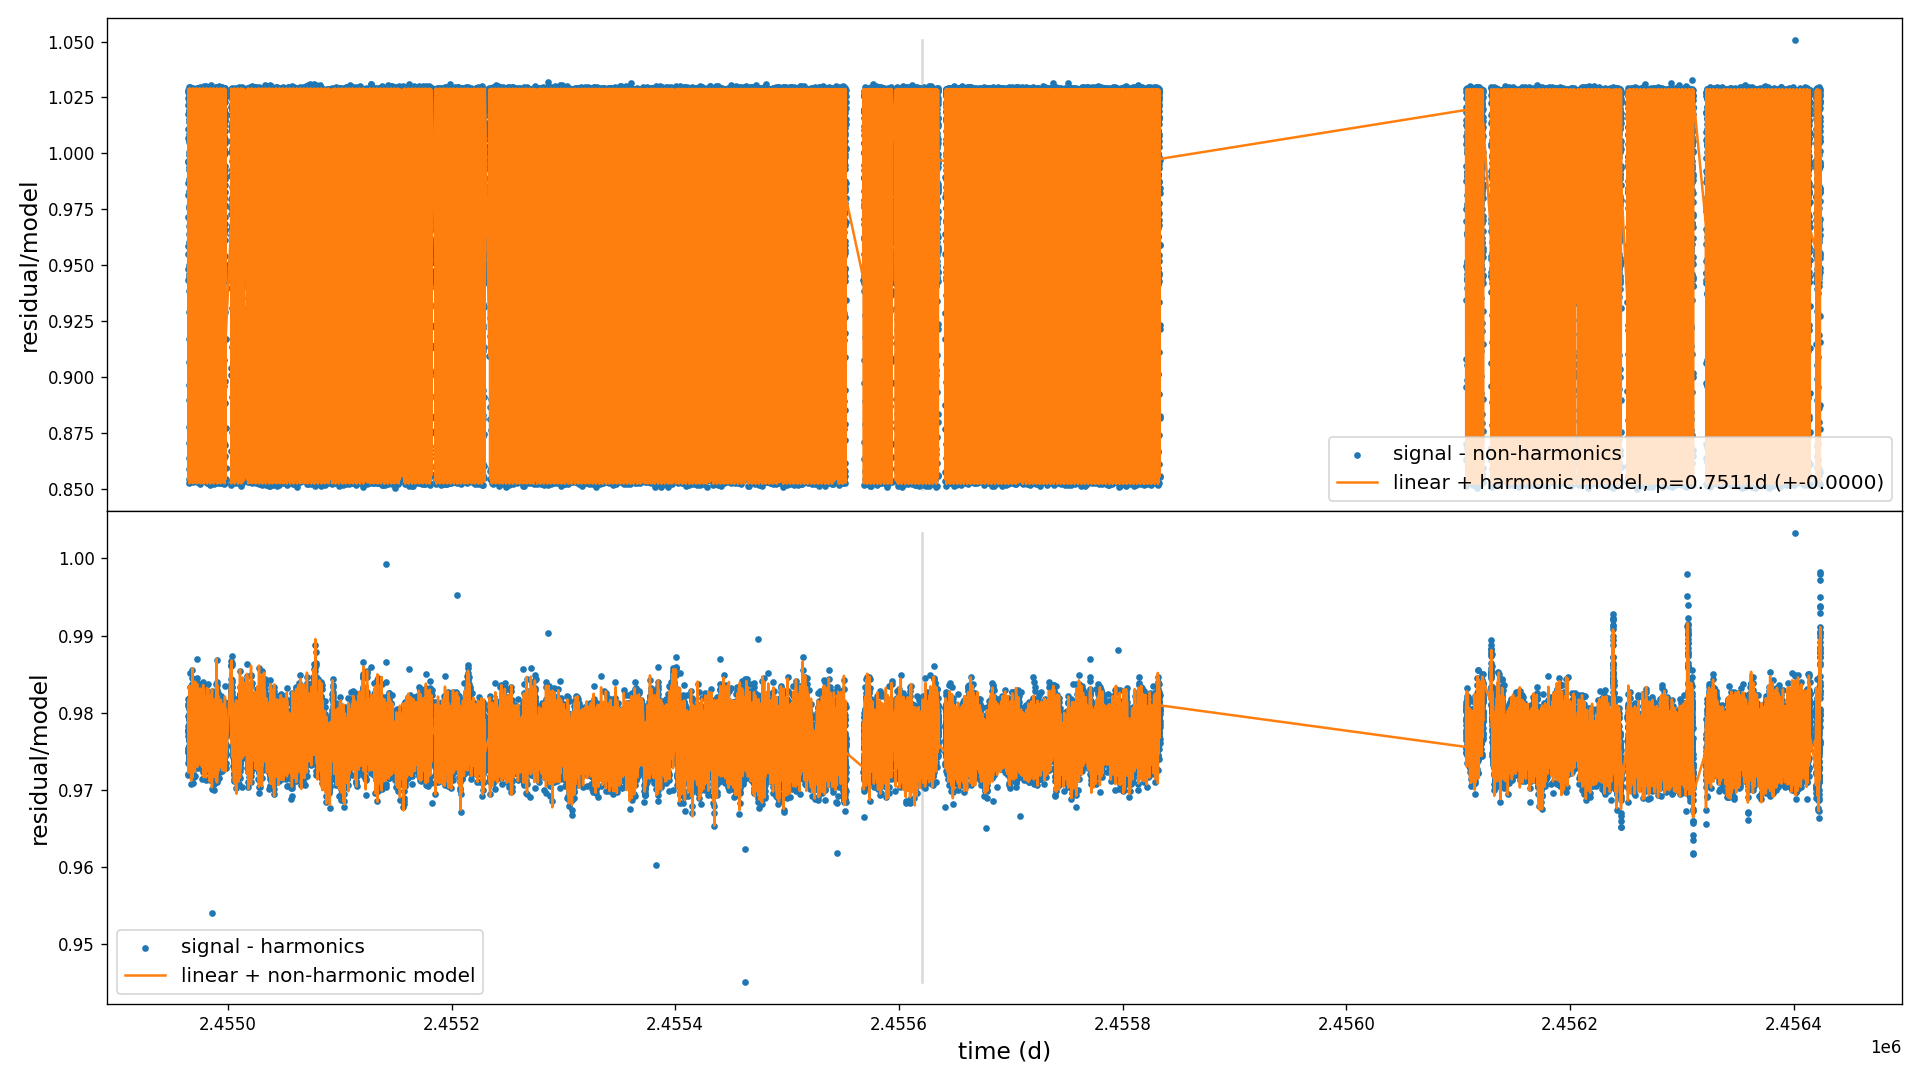 1.050
1.025
1.000
0.975
0.950
0.925
0.900
0.875
0.850
residual/model
signal - non-harmonics
linear + harmonic model, p=0.7511d (+-0.0000)
1.00
0.99
0.98
0.97
0.96
0.95
residual/model
signal - harmonics
linear + non-harmonic model
2.4550
2.4552
2.4554
2.4556
2.4558
2.4560
2.4562
2.4564
1e6
time (d)